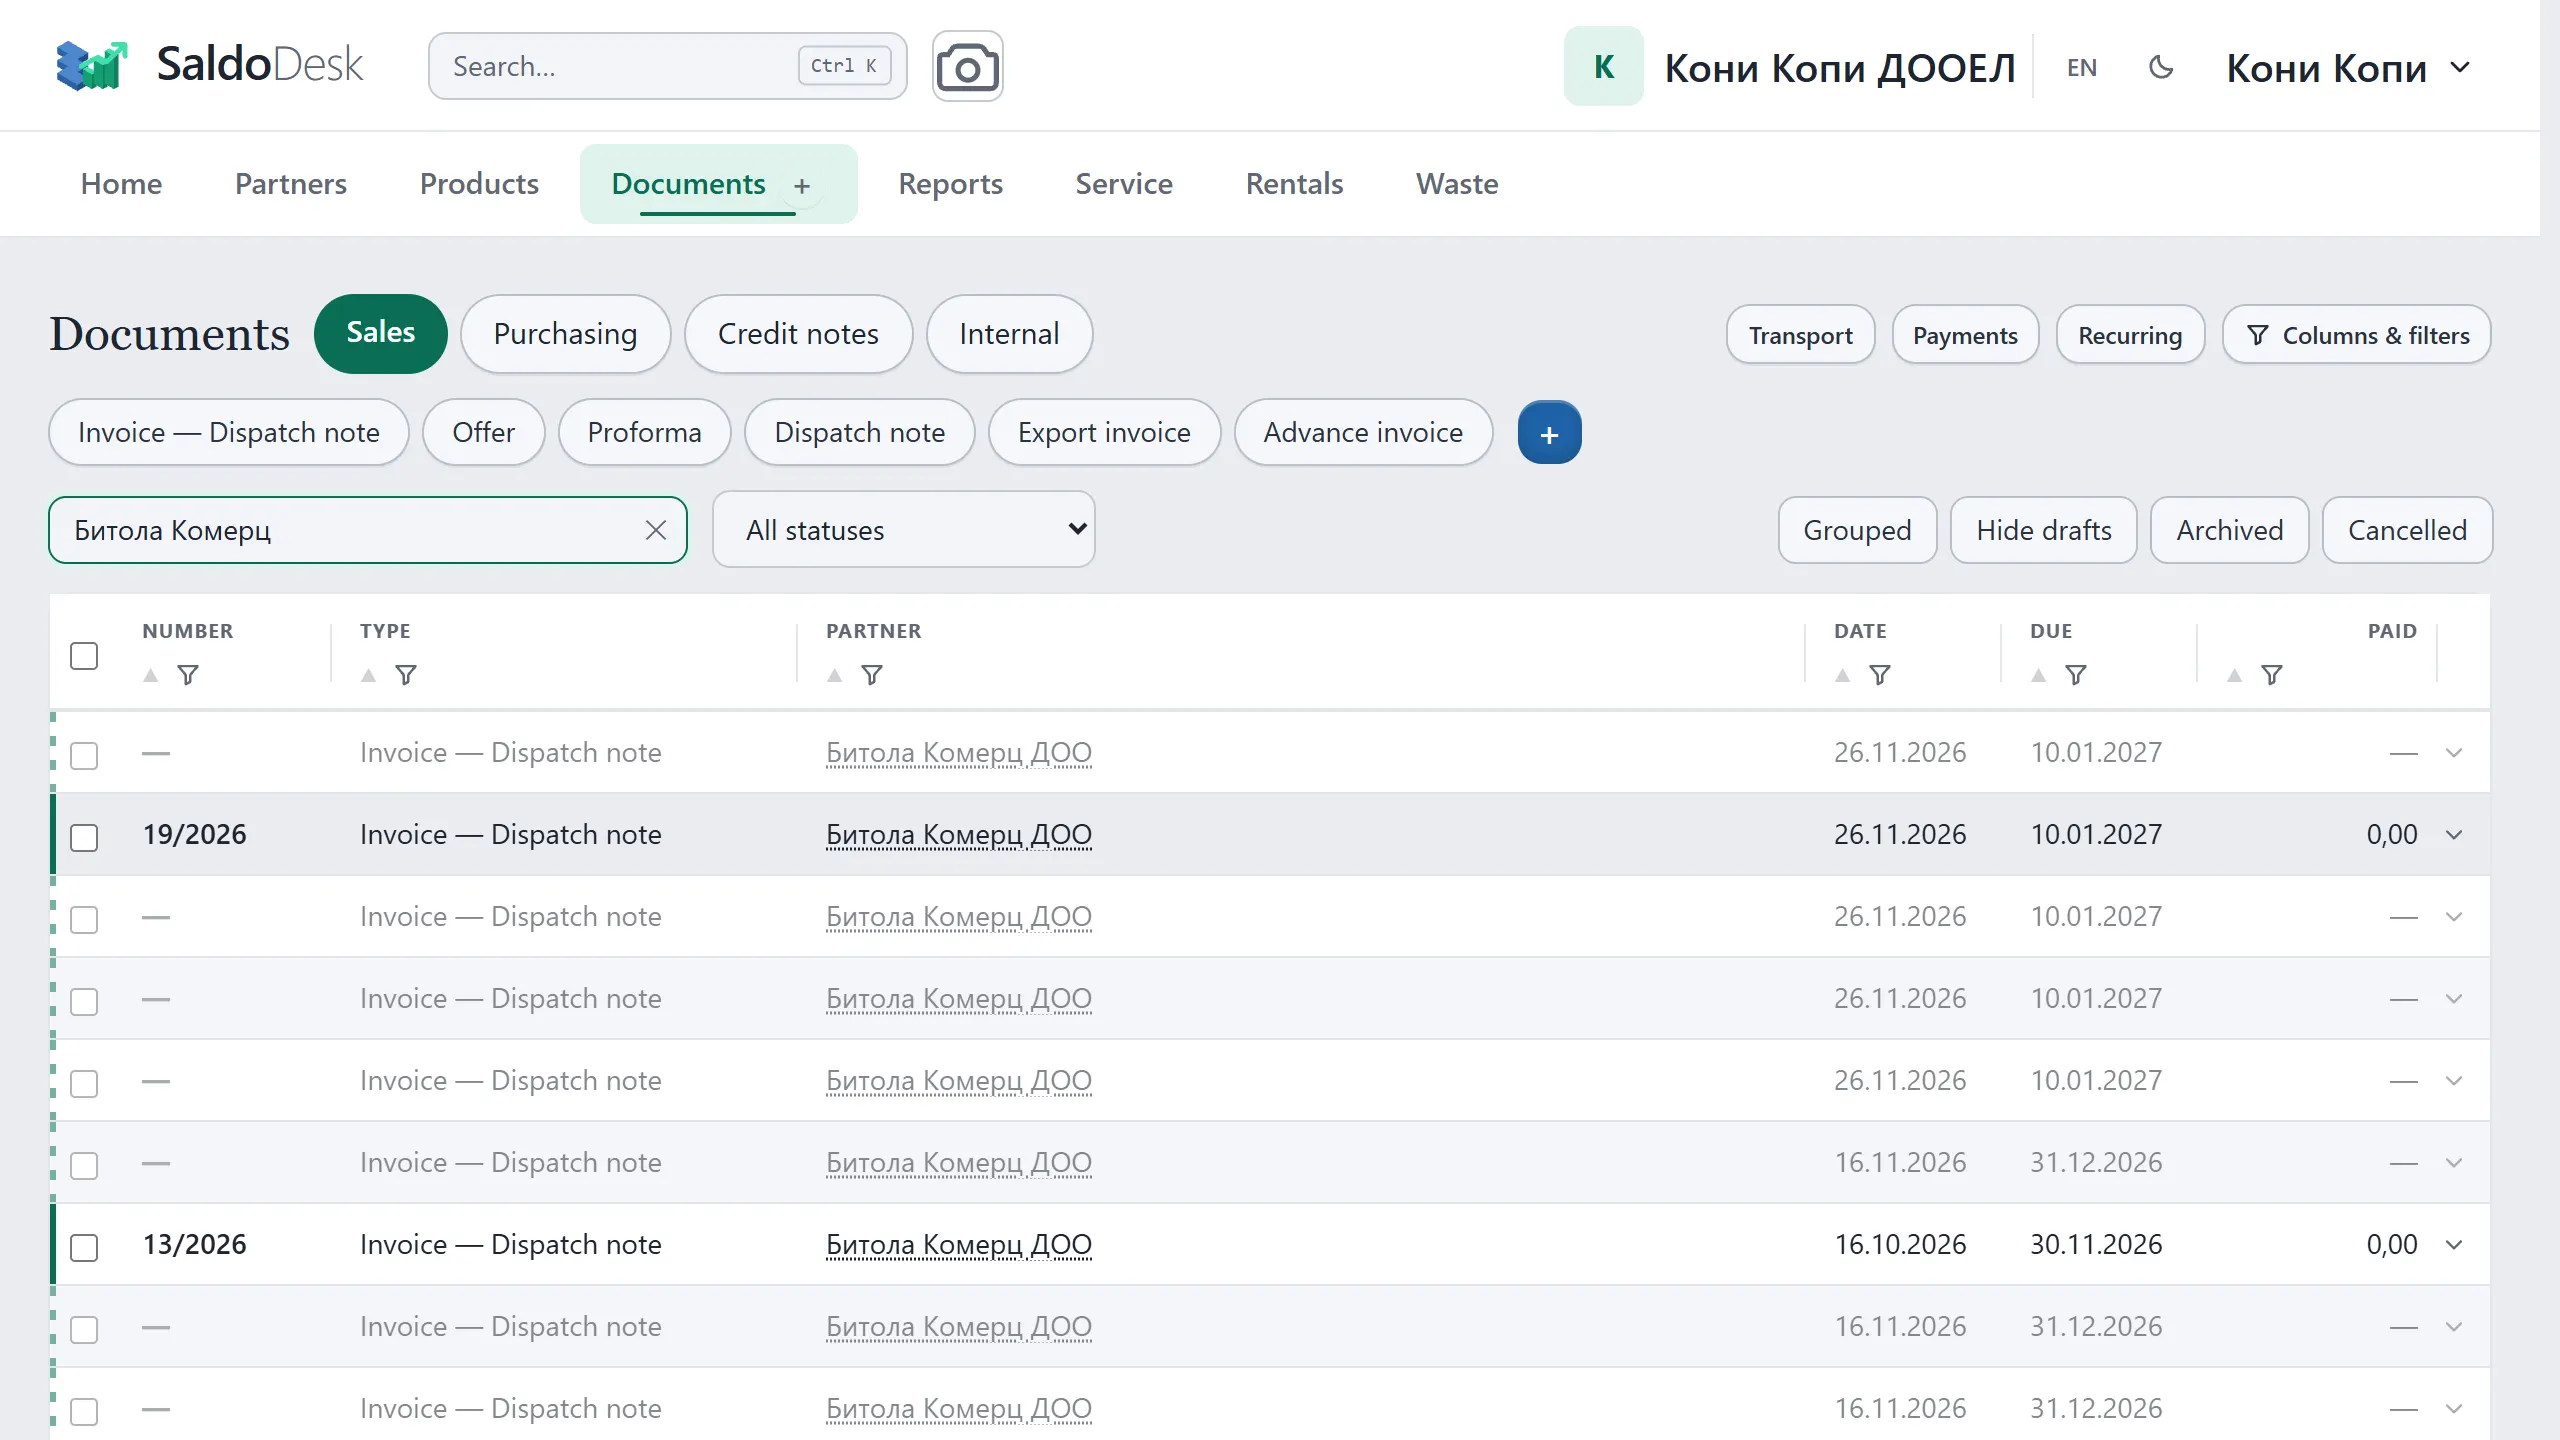 SaldoDesk
Search... Ctrl K
K Кони Копи ДООЕЛ EN Кони Копи
Home Partners Products Documents + Reports Service Rentals Waste
Documents Sales Purchasing Credit notes Internal Transport Payments Recurring Columns & filters
Invoice — Dispatch note Offer Proforma Dispatch note Export invoice Advance invoice +
Битола Комерц All statuses Grouped Hide drafts Archived Cancelled
NUMBER TYPE PARTNER DATE DUE PAID
— Invoice — Dispatch note Битола Комерц ДОО 26.11.2026 10.01.2027 —
19/2026 Invoice — Dispatch note Битола Комерц ДОО 26.11.2026 10.01.2027 0,00
— Invoice — Dispatch note Битола Комерц ДОО 26.11.2026 10.01.2027 —
— Invoice — Dispatch note Битола Комерц ДОО 26.11.2026 10.01.2027 —
— Invoice — Dispatch note Битола Комерц ДОО 26.11.2026 10.01.2027 —
— Invoice — Dispatch note Битола Комерц ДОО 16.11.2026 31.12.2026 —
13/2026 Invoice — Dispatch note Битола Комерц ДОО 16.10.2026 30.11.2026 0,00
— Invoice — Dispatch note Битола Комерц ДОО 16.11.2026 31.12.2026 —
— Invoice — Dispatch note Битола Комерц ДОО 16.11.2026 31.12.2026 —